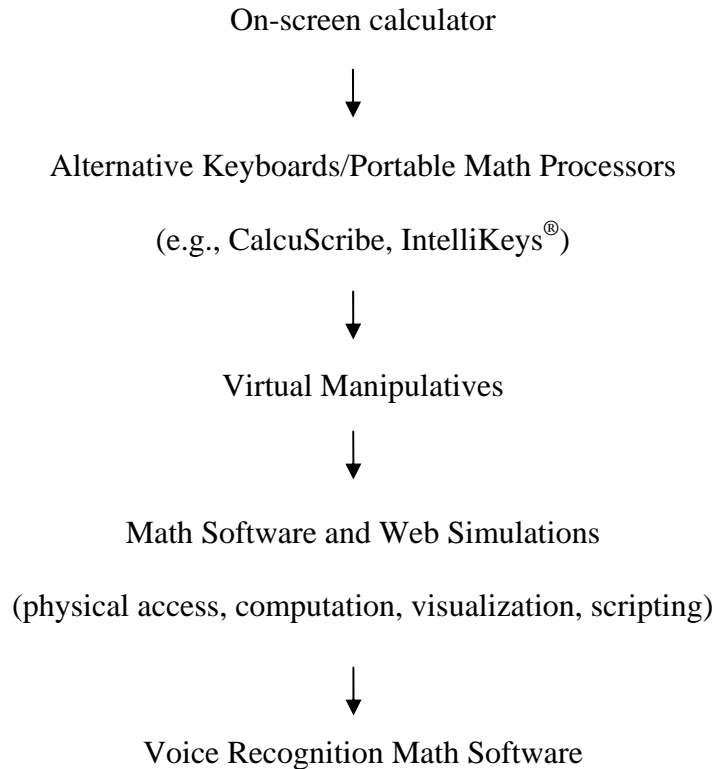 On-screen calculator
Alternative Keyboards/Portable Math Processors
(e.g., CalcuScribe, IntelliKeys®)
Virtual Manipulatives
Math Software and Web Simulations
(physical access, computation, visualization, scripting)
Voice Recognition Math Software